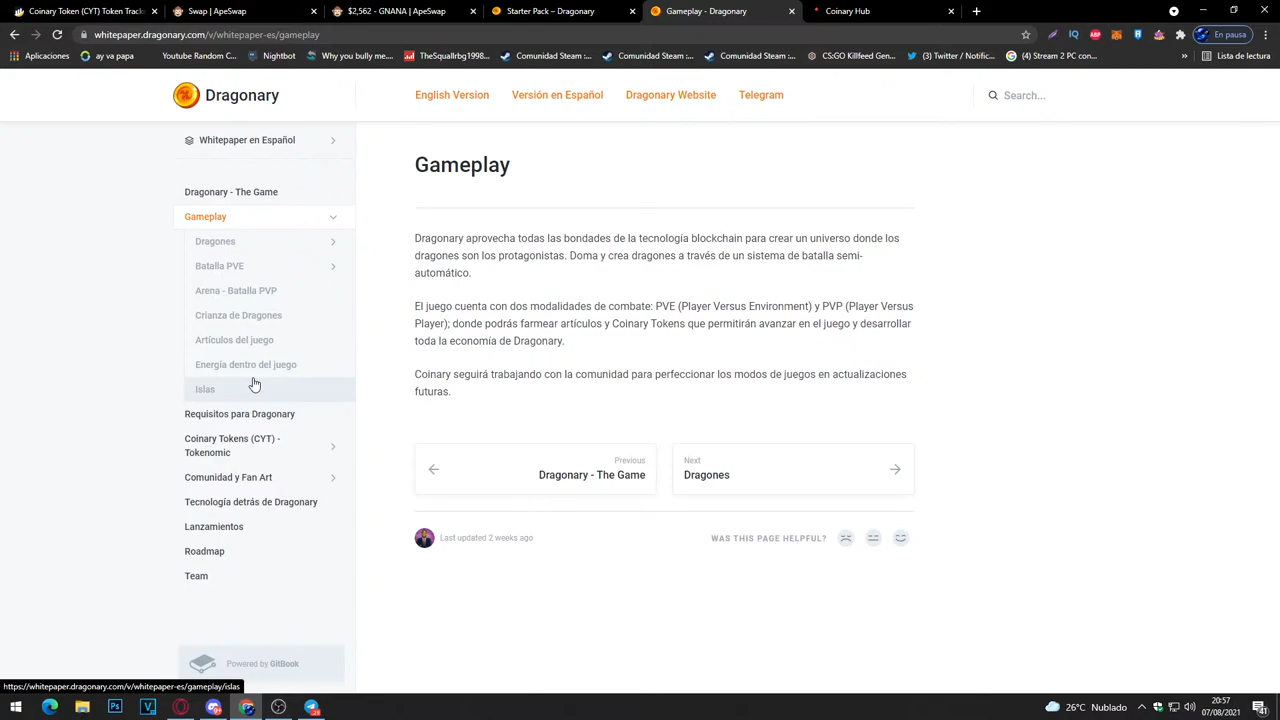 Coinary Token (CYT) Token Track
Swap | ApeSwap
$2,562 - GNANA | ApeSwap
Starter Pack – Dragonary
Gameplay - Dragonary
Coinary Hub
whitepaper.dragonary.com/v/whitepaper-es/gameplay
En pausa
Aplicaciones
ay va papa
Youtube Random C...
Nightbot
Why you bully me....
TheSquallrg1998...
Comunidad Steam :...
Comunidad Steam :...
Comunidad Steam :...
CS:GO Killfeed Gen...
(3) Twitter / Notific...
(4) Stream 2 PC con...
Lista de lectura
Dragonary
English Version
Versión en Español
Dragonary Website
Telegram
Search...
Whitepaper en Español
Dragonary - The Game
Gameplay
Dragones
Batalla PVE
Arena - Batalla PVP
Crianza de Dragones
Artículos del juego
Energía dentro del juego
Islas
Requisitos para Dragonary
Coinary Tokens (CYT) -
Tokenomic
Comunidad y Fan Art
Tecnología detrás de Dragonary
Lanzamientos
Roadmap
Team
Powered by GitBook
Gameplay
Dragonary aprovecha todas las bondades de la tecnología blockchain para crear un universo donde los
dragones son los protagonistas. Doma y crea dragones a través de un sistema de batalla semi-
automático.
El juego cuenta con dos modalidades de combate: PVE (Player Versus Environment) y PVP (Player Versus
Player); donde podrás farmear artículos y Coinary Tokens que permitirán avanzar en el juego y desarrollar
toda la economía de Dragonary.
Coinary seguirá trabajando con la comunidad para perfeccionar los modos de juegos en actualizaciones
futuras.
Previous
Dragonary - The Game
Next
Dragones
Last updated 2 weeks ago
WAS THIS PAGE HELPFUL?
https://whitepaper.dragonary.com/v/whitepaper-es/gameplay/islas
26°C Nublado
20:57
07/08/2021